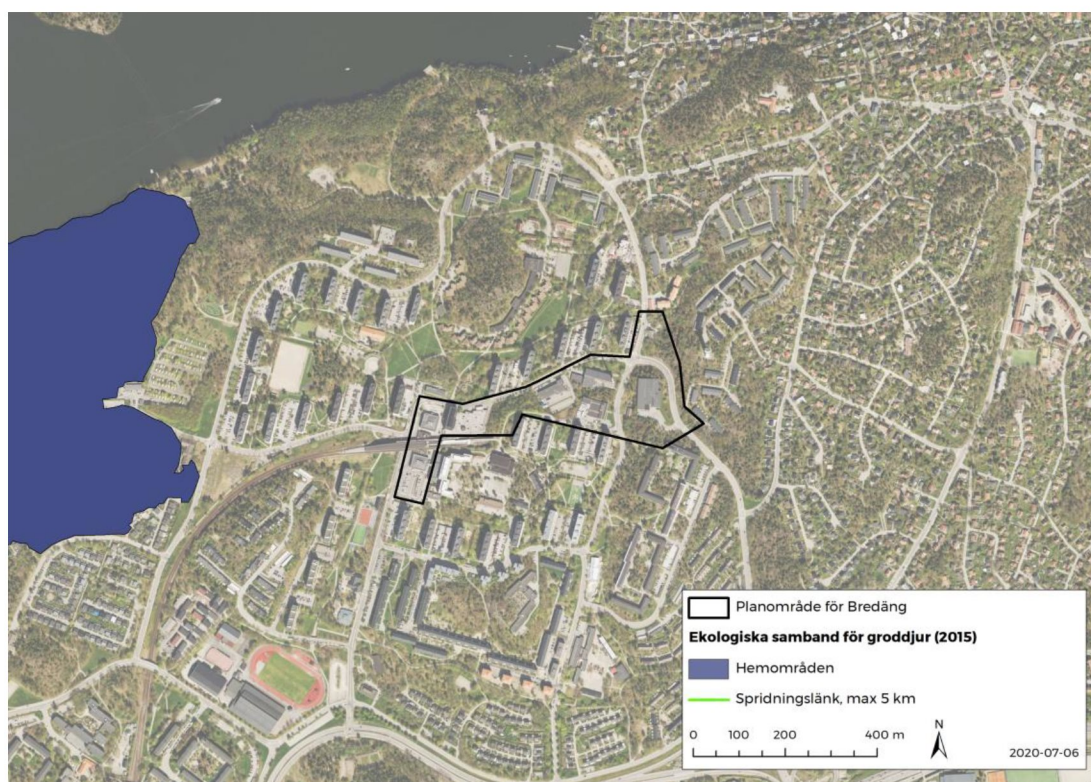 Planområde för Bredäng
Ekologiska samband för groddjur (2015)
Hemområden
Spridningslänk, max 5 km
0 100 200 400 m
N
2020-07-06